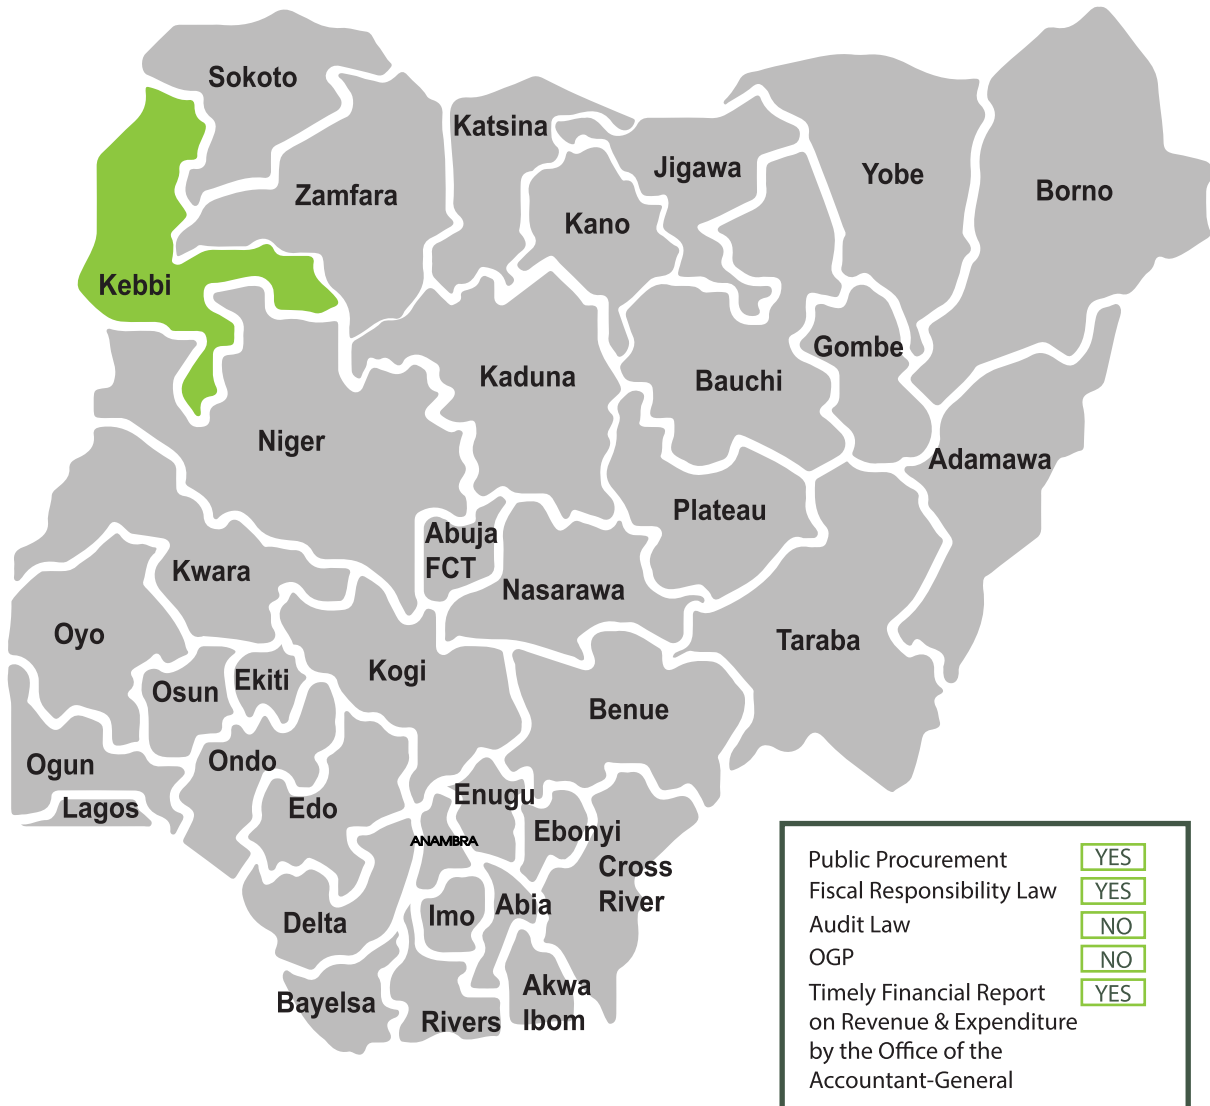 Sokoto
Katsina
Jigawa
Yobe
Borno
Zamfara
Kano
Kebbi
Gombe
Kaduna
Bauchi
Niger
Adamawa
Plateau
Abuja
FCT
Kwara
Nasarawa
Oyo
Taraba
Kogi
Ekiti
Osun
Benue
Ogun
Ondo
Lagos
Edo
Enugu
Ebonyi
ANAMBRA
Cross
River
Abia
Imo
Delta
Akwa
Ibom
Bayelsa
Rivers
Public Procurement YES
Fiscal Responsibility Law YES
Audit Law NO
OGP NO
Timely Financial Report YES
on Revenue & Expenditure
by the Office of the
Accountant-General